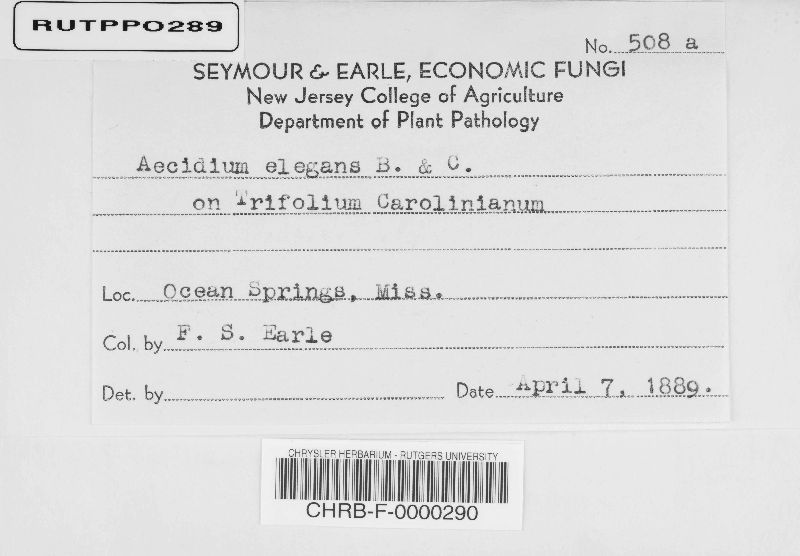 RUTPP0289
No. 508 a
SEYMOUR & EARLE, ECONOMIC FUNGI
New Jersey College of Agriculture
Department of Plant Pathology
Aecidium elegans B. & C.
on Trifolium Carolinianum
Loc. Ocean Springs, Miss.
Col. by F. S. Earle
Det. by
Date April 7, 1889.
CHRYSLER HERBARIUM - RUTGERS UNIVERSITY
CHRB-F-0000290